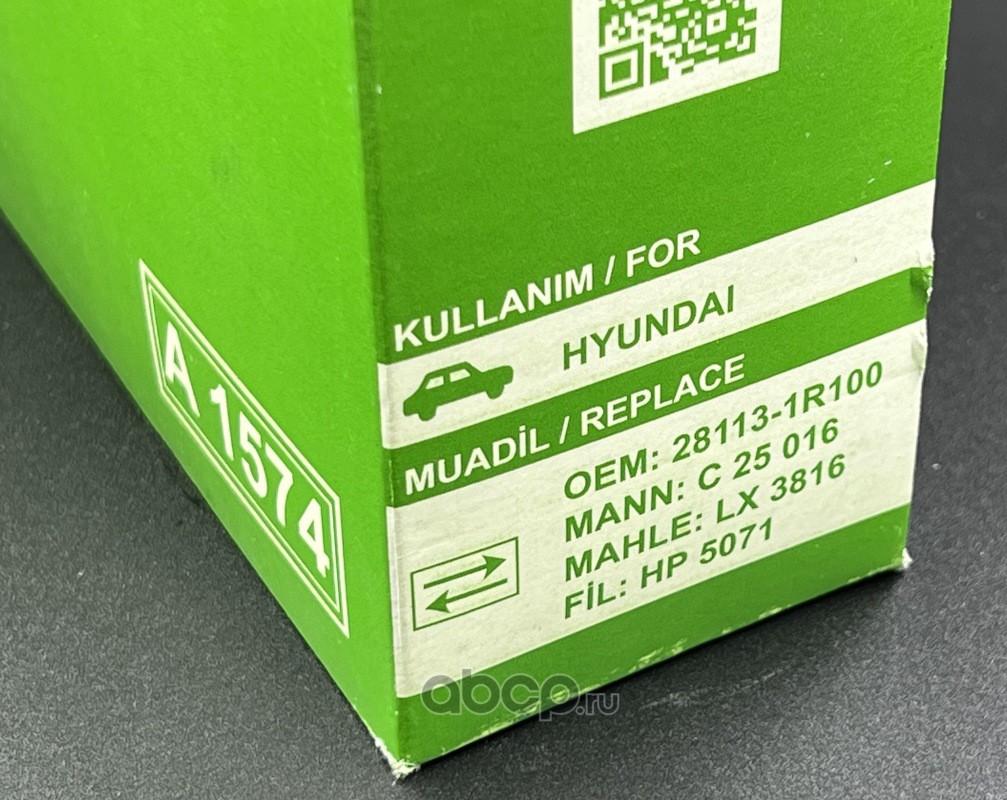 A 1574
KULLANIM / FOR
HYUNDAI
MUADİL / REPLACE
OEM: 28113-1R100
MANN: C 25 016
MAHLE: LX 3816
FİL: HP 5071
abcp.ru